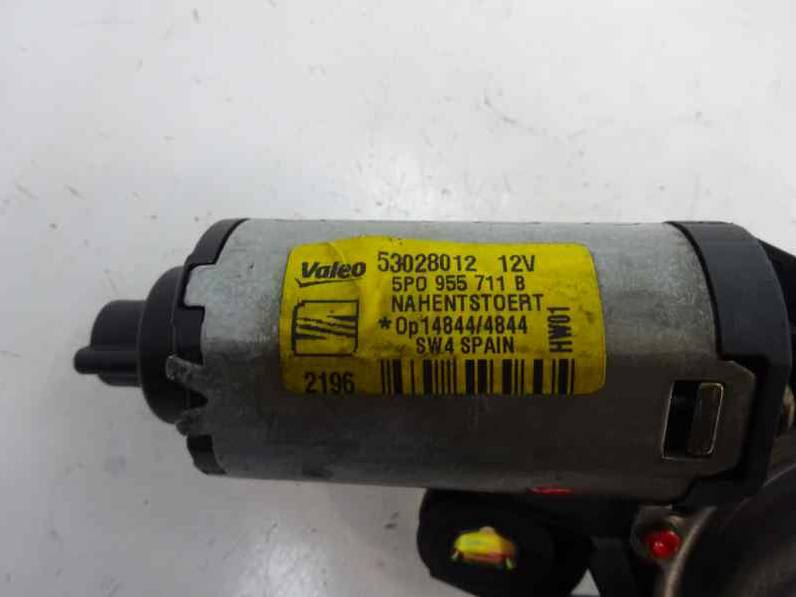 Valeo 53028012 12V
5P0 955 711 B
NAHENTSTOERT
*Op14844/4844
SW4 SPAIN
HW01
2196